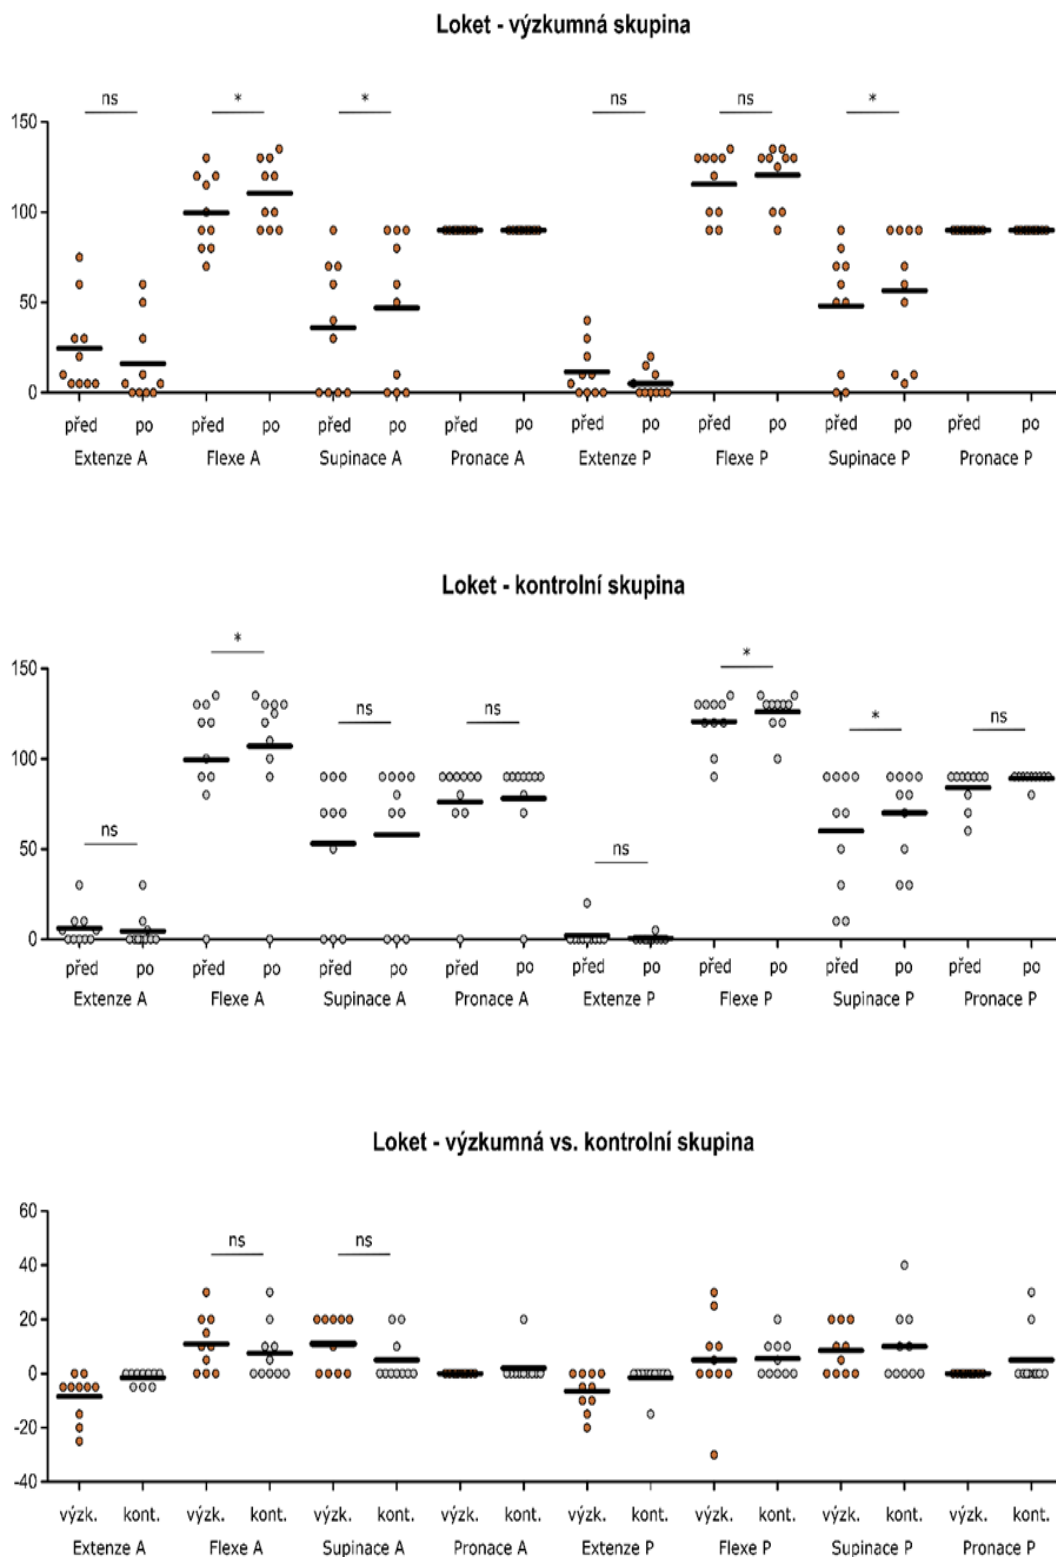 Loket - výzkumná skupina
ns * * ns ns *
150
100
50
0
před po před po před po před po před po před po před po před po
Extenze A Flexe A Supinace A Pronace A Extenze P Flexe P Supinace P Pronace P
Loket - kontrolní skupina
* ns ns * * ns
ns ns
150
100
50
0
před po před po před po před po před po před po před po před po
Extenze A Flexe A Supinace A Pronace A Extenze P Flexe P Supinace P Pronace P
Loket - výzkumná vs. kontrolní skupina
ns ns
60
40
20
0
-20
-40
výzk. kont. výzk. kont. výzk. kont. výzk. kont. výzk. kont. výzk. kont. výzk. kont. výzk. kont.
Extenze A Flexe A Supinace A Pronace A Extenze P Flexe P Supinace P Pronace P